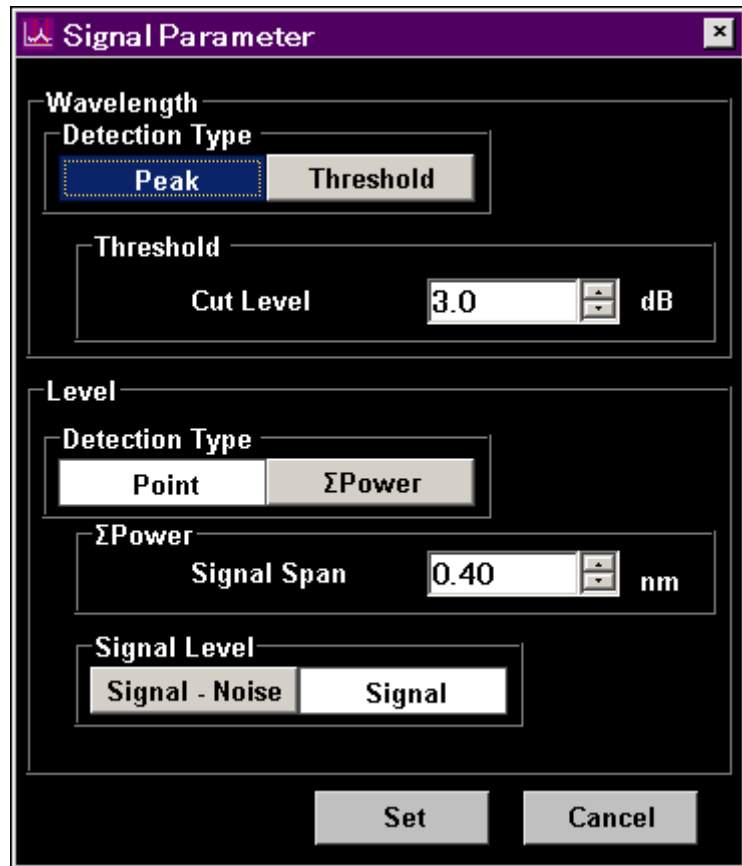 Signal Parameter
Wavelength
Detection Type
Peak Threshold
Threshold
Cut Level 3.0 dB
Level
Detection Type
Point ΣPower
ΣPower
Signal Span 0.40 nm
Signal Level
Signal - Noise Signal
Set Cancel